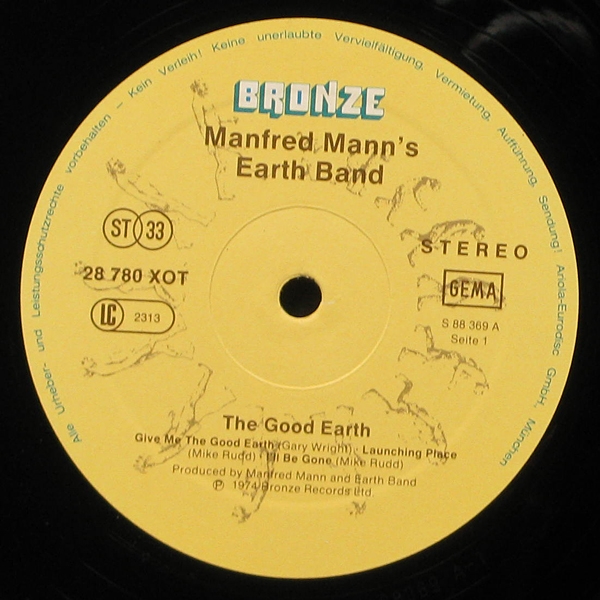 Alle Urheber- und Leistungsschutzrechte vorbehalten – Kein Verleih! Keine unerlaubte Vervielfältigung, Vermietung, Aufführung, Sendung! Ariola-Eurodisc GmbH, München
BRONZE
Manfred Mann's
Earth Band
ST 33
STEREO
28 780 XOT
GEMA
LC 2313
S 88 369 A
Seite 1
The Good Earth
Give Me The Good Earth (Gary Wright) · Launching Place
(Mike Rudd) · I'll Be Gone (Mike Rudd)
Produced by Manfred Mann and Earth Band
℗ 1974 Bronze Records Ltd.